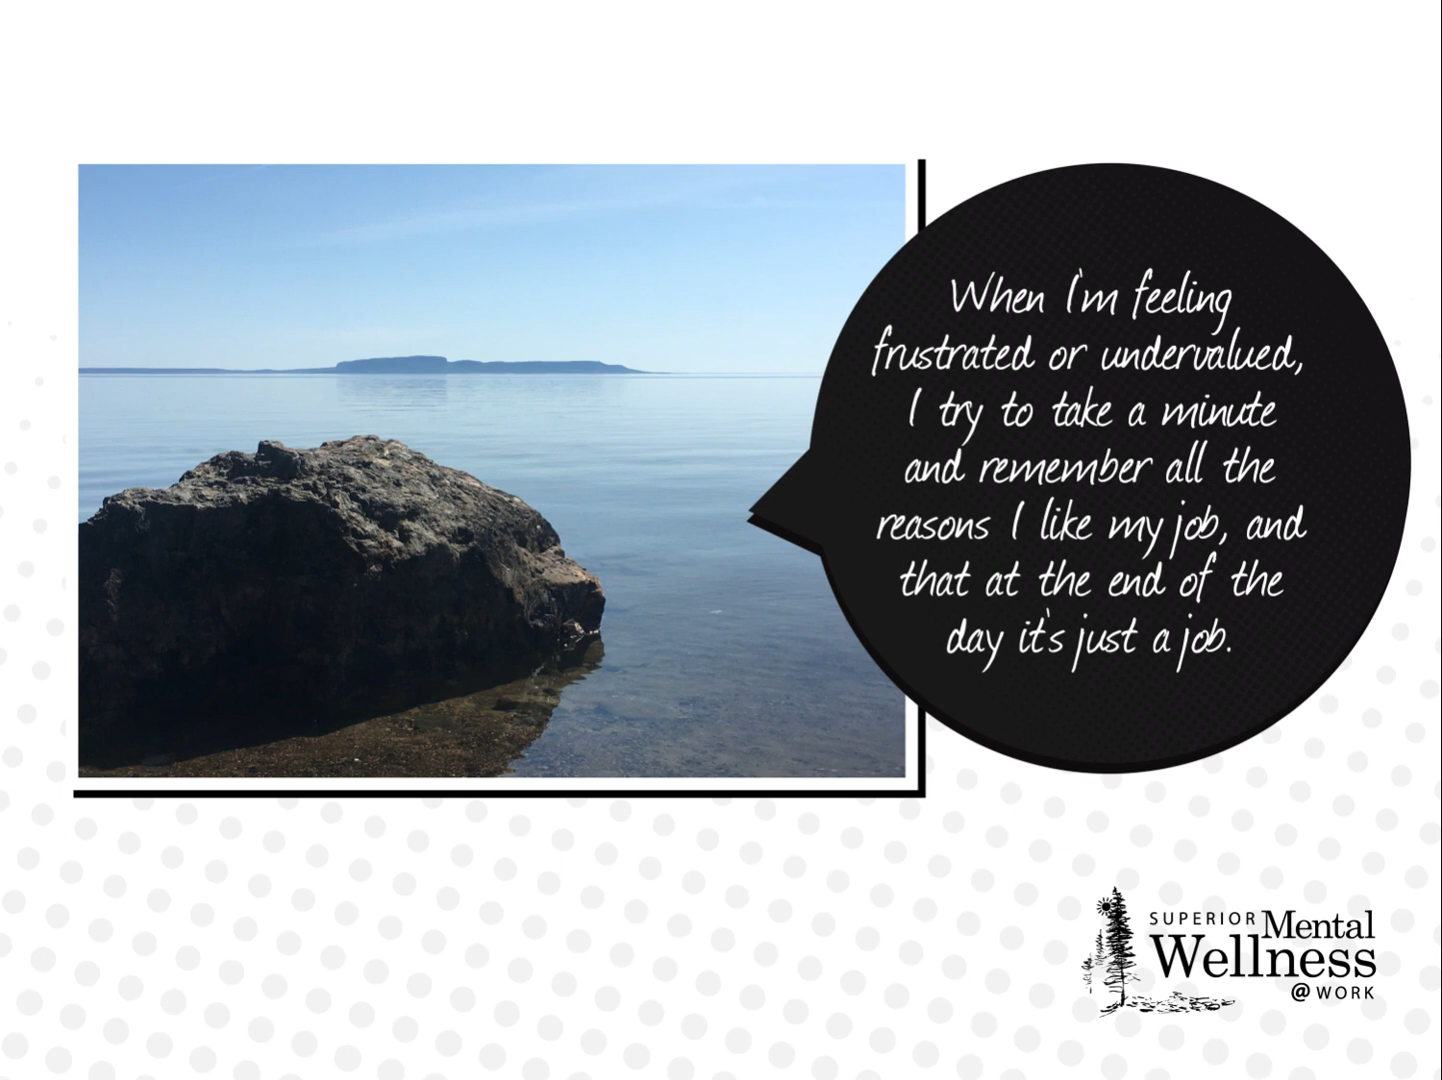 When I'm feeling
frustrated or undervalued,
I try to take a minute
and remember all the
reasons I like my job, and
that at the end of the
day it's just a job.
SUPERIOR Mental
Wellness
@ WORK